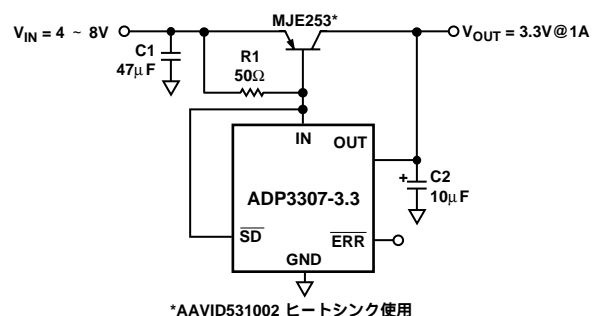 MJE253*
V_IN = 4 ~ 8V
V_OUT = 3.3V@1A
C1
47μF
R1
50Ω
IN
OUT
C2
10μF
+
ADP3307-3.3
SD
ERR
GND
*AAVID531002 ヒートシンク使用